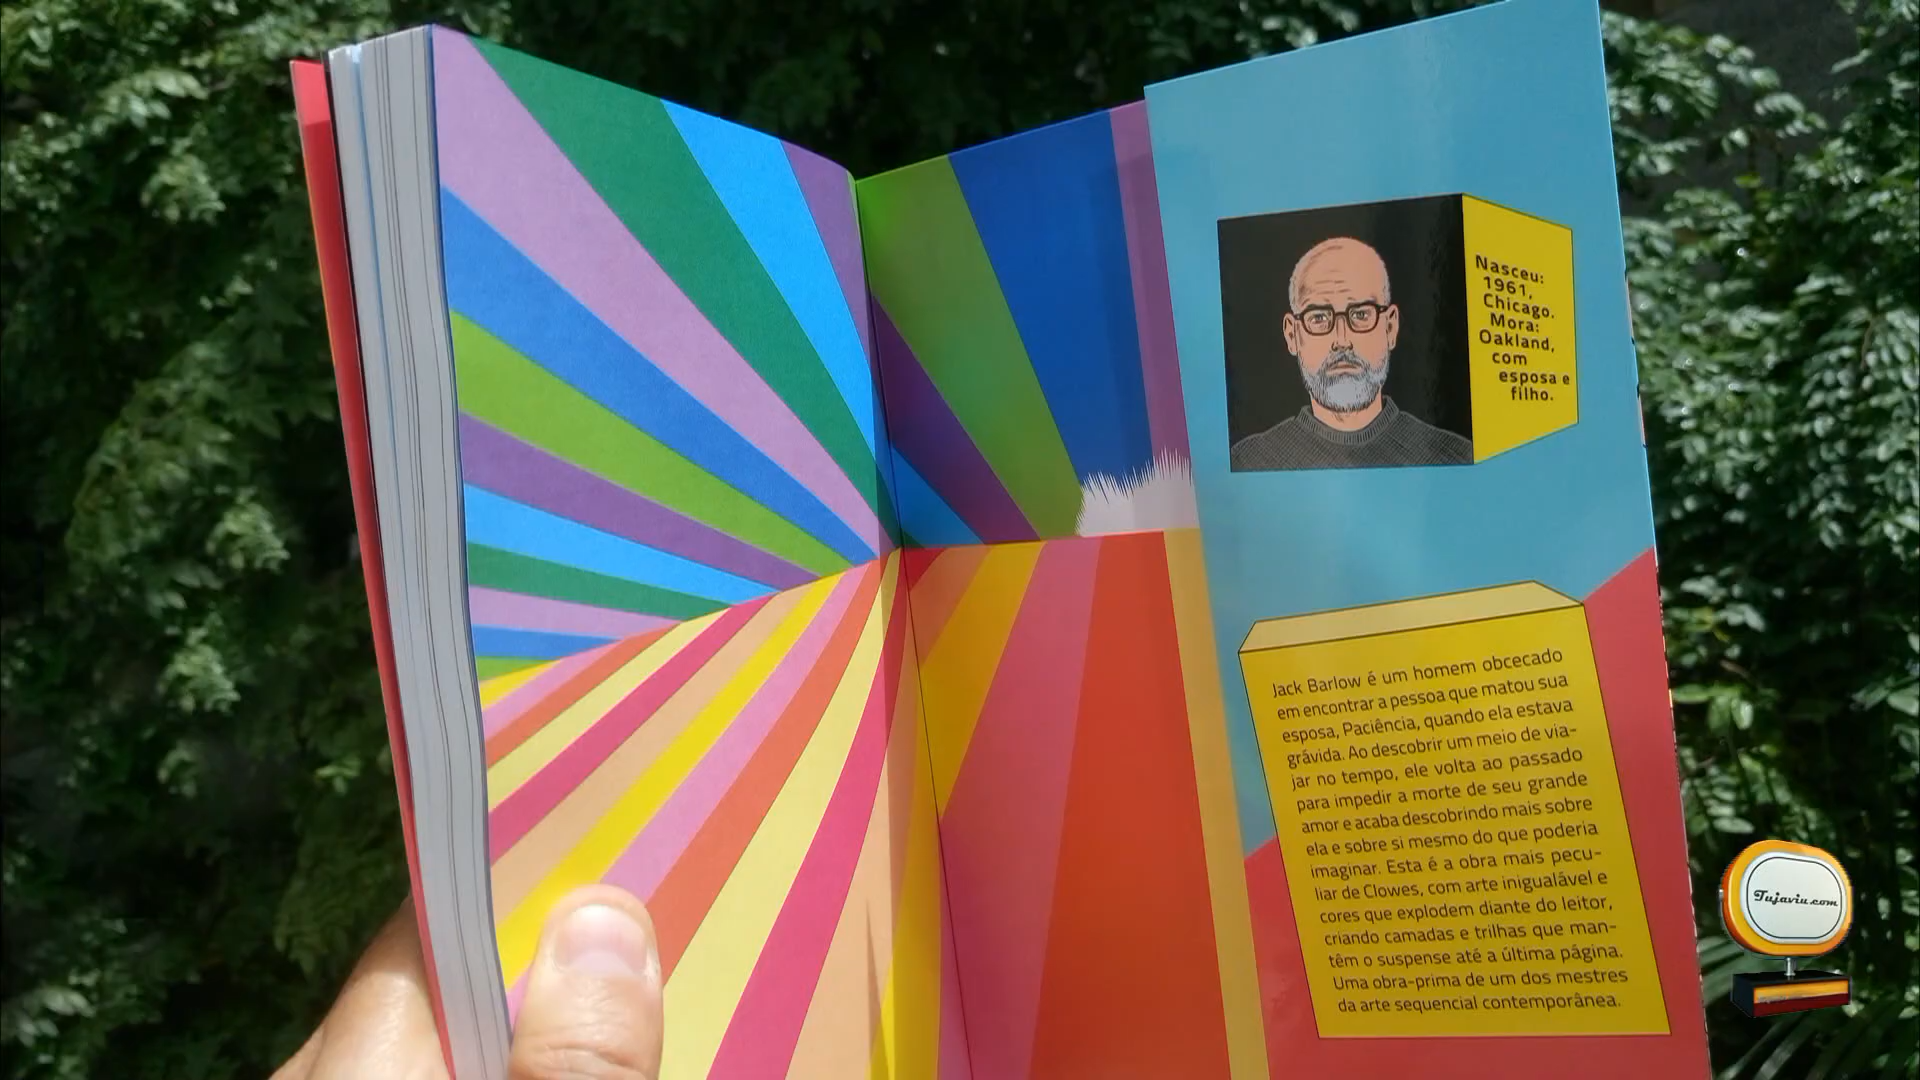 Nasceu:
1961,
Chicago.
Mora:
Oakland,
com
esposa e
filho.
Jack Barlow é um homem obcecado
em encontrar a pessoa que matou sua
esposa, Paciência, quando ela estava
grávida. Ao descobrir um meio de via-
jar no tempo, ele volta ao passado
para impedir a morte de seu grande
amor e acaba descobrindo mais sobre
ela e sobre si mesmo do que poderia
imaginar. Esta é a obra mais pecu-
liar de Clowes, com arte inigualável e
cores que explodem diante do leitor,
criando camadas e trilhas que man-
têm o suspense até a última página.
Uma obra-prima de um dos mestres
da arte sequencial contemporânea.
Tujaviu.com